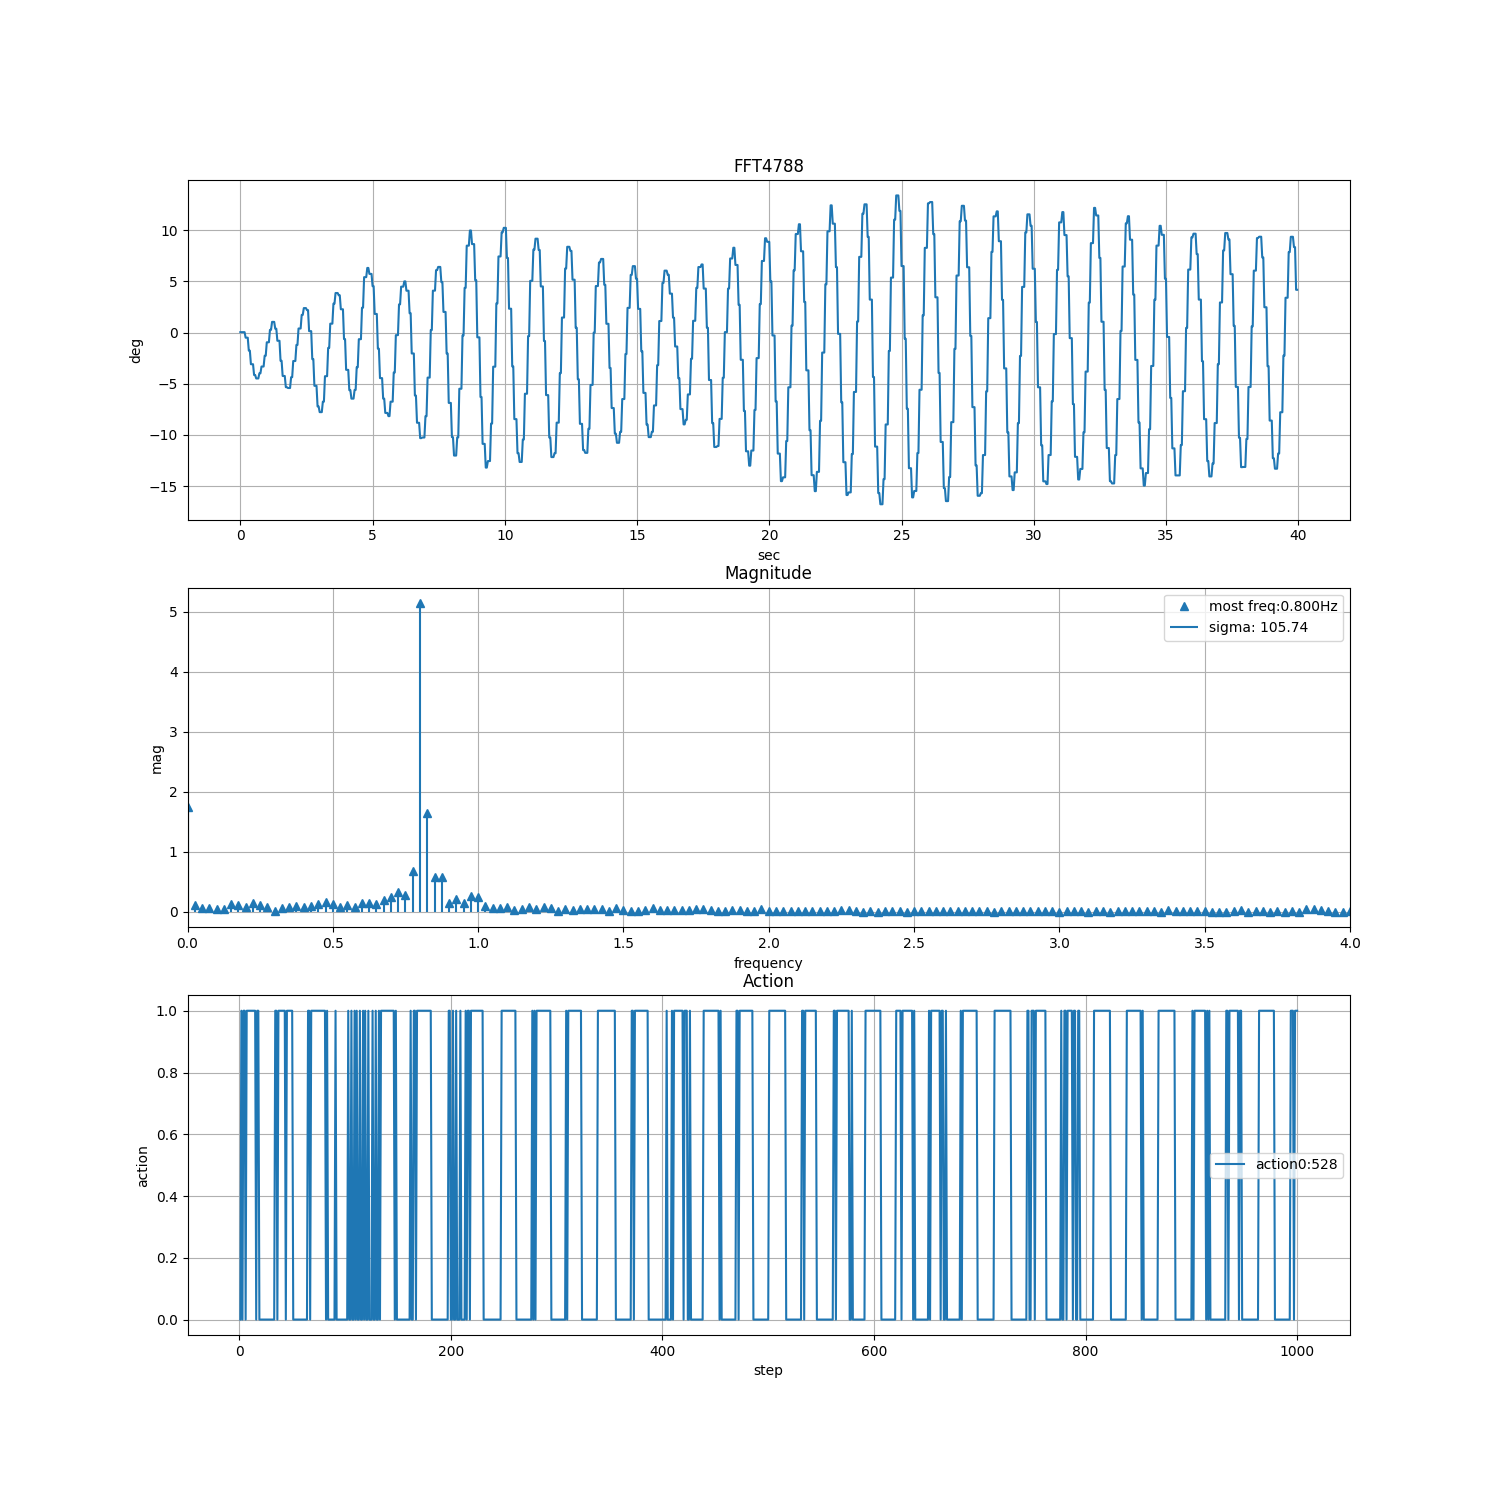 FFT4788
10
5
0
−5
−10
−15
deg
0 5 10 15 20 25 30 35 40
sec
Magnitude
most freq:0.800Hz
sigma: 105.74
5
4
3
2
1
0
mag
0.0 0.5 1.0 1.5 2.0 2.5 3.0 3.5 4.0
frequency
Action
1.0
0.8
0.6
0.4
0.2
0.0
action
action0:528
0 200 400 600 800 1000
step